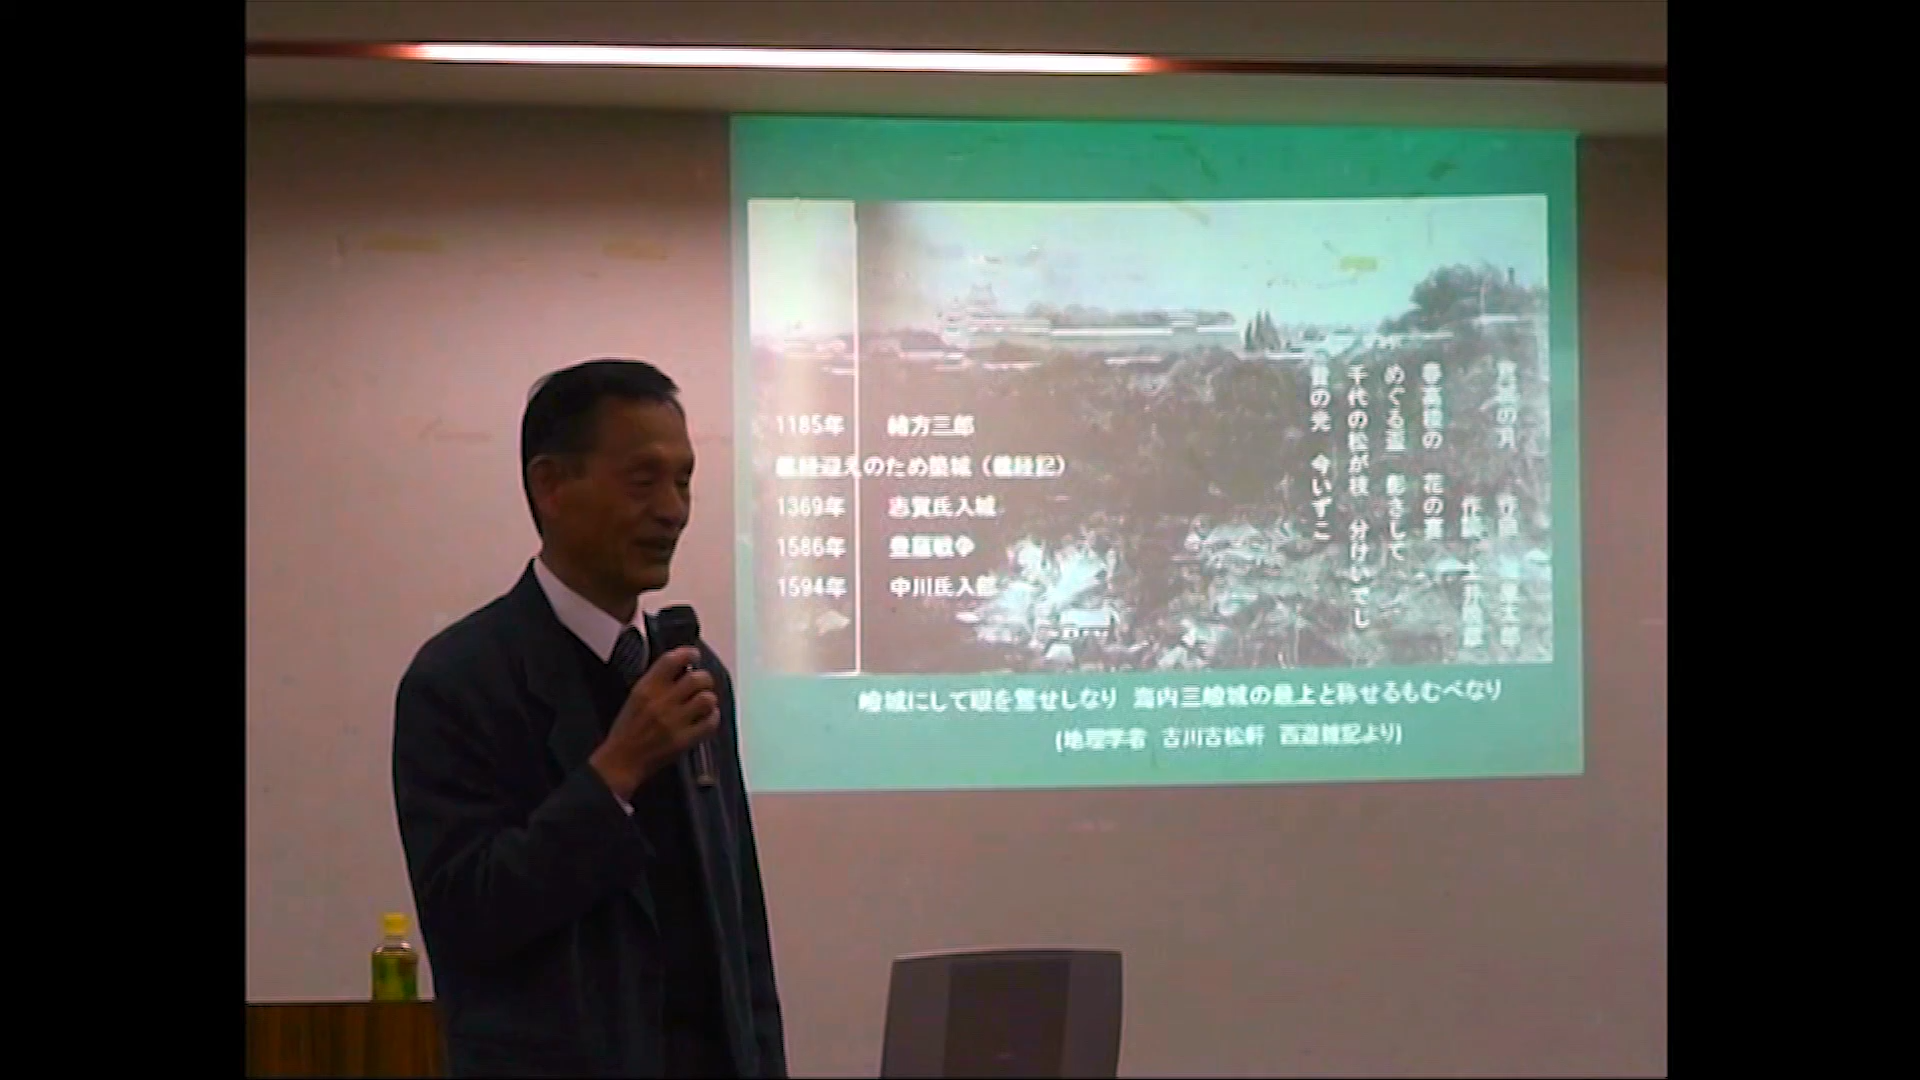 1185年 緒方三郎
義経迎えのため築城（義経記）
1369年 志賀氏入城
1586年 豊薩戦争
1594年 中川氏入部
荒城の月 作曲
作詞 土井晩翠
春高楼の 花の宴
めぐる盃 影さして
千代の松が枝 分けいでし
昔の光 今いずこ
嶮城にして眼を驚せしなり 海内三嶮城の最上と称せるもむべなり
(地理学者 古川古松軒 西遊雑記より)